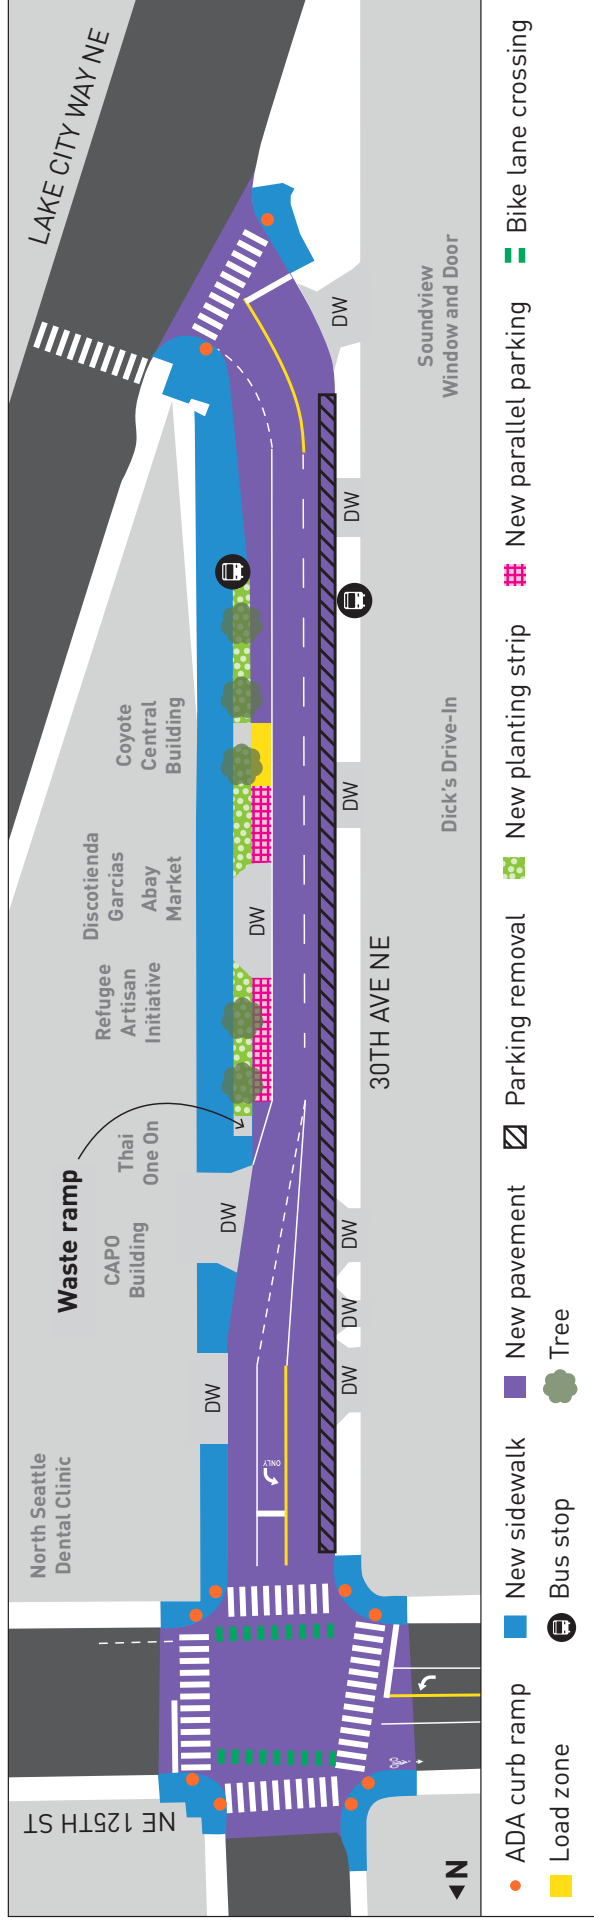 LAKE CITY WAY NE
North Seattle
Dental Clinic
CAPO
Building
Waste ramp
Thai
One On
Refugee
Artisan
Initiative
Discotienda
Garcias
Abay
Market
Coyote
Central
Building
DW
DW
DW
ONLY
DW
DW
DW
DW
DW
DW
30TH AVE NE
Dick's Drive-In
Soundview
Window and Door
NE 125TH ST
N
ADA curb ramp
New sidewalk
New pavement
Parking removal
New planting strip
New parallel parking
Bike lane crossing
Load zone
Bus stop
Tree